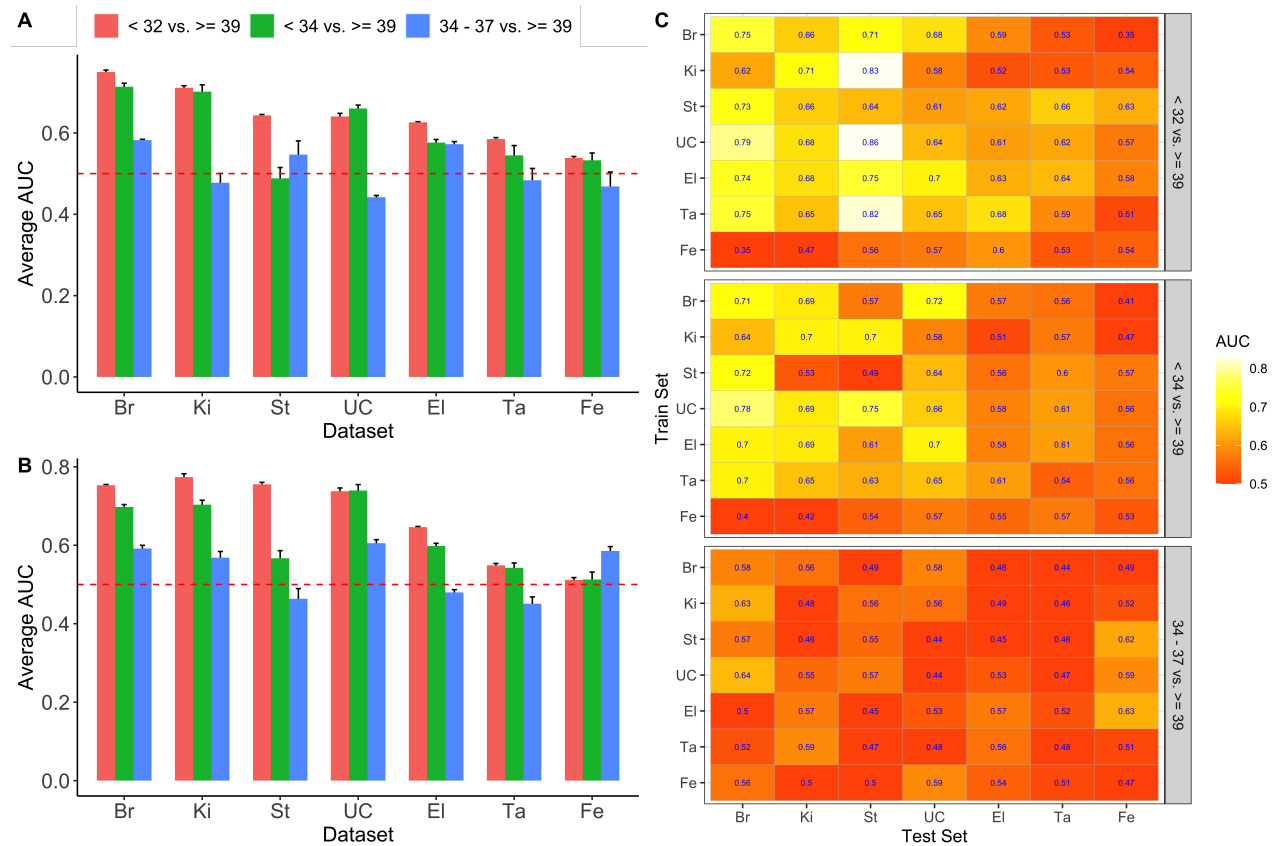 A
< 32 vs. >= 39 < 34 vs. >= 39 34 - 37 vs. >= 39
Average AUC
0.6
0.4
0.2
0.0
Br Ki St UC El Ta Fe
Dataset
B
Average AUC
0.8
0.6
0.4
0.2
0.0
Br Ki St UC El Ta Fe
Dataset
C
Train Set
Br 0.75 0.66 0.71 0.68 0.59 0.53 0.35
Ki 0.62 0.71 0.83 0.58 0.52 0.53 0.54
St 0.73 0.66 0.64 0.61 0.62 0.66 0.63
UC 0.79 0.68 0.86 0.64 0.61 0.62 0.57
El 0.74 0.68 0.75 0.7 0.63 0.64 0.58
Ta 0.75 0.65 0.82 0.65 0.68 0.59 0.51
Fe 0.35 0.47 0.56 0.57 0.6 0.53 0.54
< 32 vs. >= 39
Br 0.71 0.69 0.57 0.72 0.57 0.56 0.41
Ki 0.64 0.7 0.7 0.58 0.51 0.57 0.47
St 0.72 0.53 0.49 0.64 0.56 0.6 0.57
UC 0.78 0.69 0.75 0.66 0.58 0.61 0.56
El 0.7 0.69 0.61 0.7 0.58 0.61 0.56
Ta 0.7 0.65 0.63 0.65 0.61 0.54 0.56
Fe 0.4 0.42 0.54 0.57 0.55 0.57 0.53
< 34 vs. >= 39
Br 0.58 0.56 0.49 0.58 0.46 0.44 0.49
Ki 0.63 0.48 0.56 0.56 0.49 0.46 0.52
St 0.57 0.46 0.55 0.44 0.45 0.46 0.62
UC 0.64 0.55 0.57 0.44 0.53 0.47 0.59
El 0.5 0.57 0.45 0.53 0.57 0.52 0.63
Ta 0.52 0.59 0.47 0.48 0.56 0.48 0.51
Fe 0.56 0.5 0.5 0.59 0.54 0.51 0.47
34 - 37 vs. >= 39
Br Ki St UC El Ta Fe
Test Set
AUC
0.8
0.7
0.6
0.5